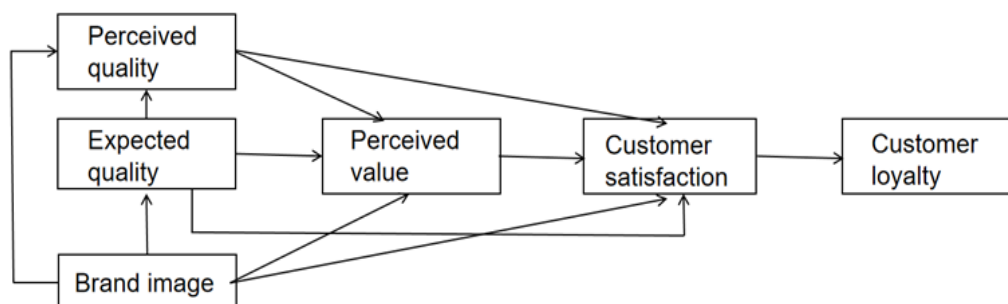 Perceived
quality
Expected
quality
Perceived
value
Customer
satisfaction
Customer
loyalty
Brand image